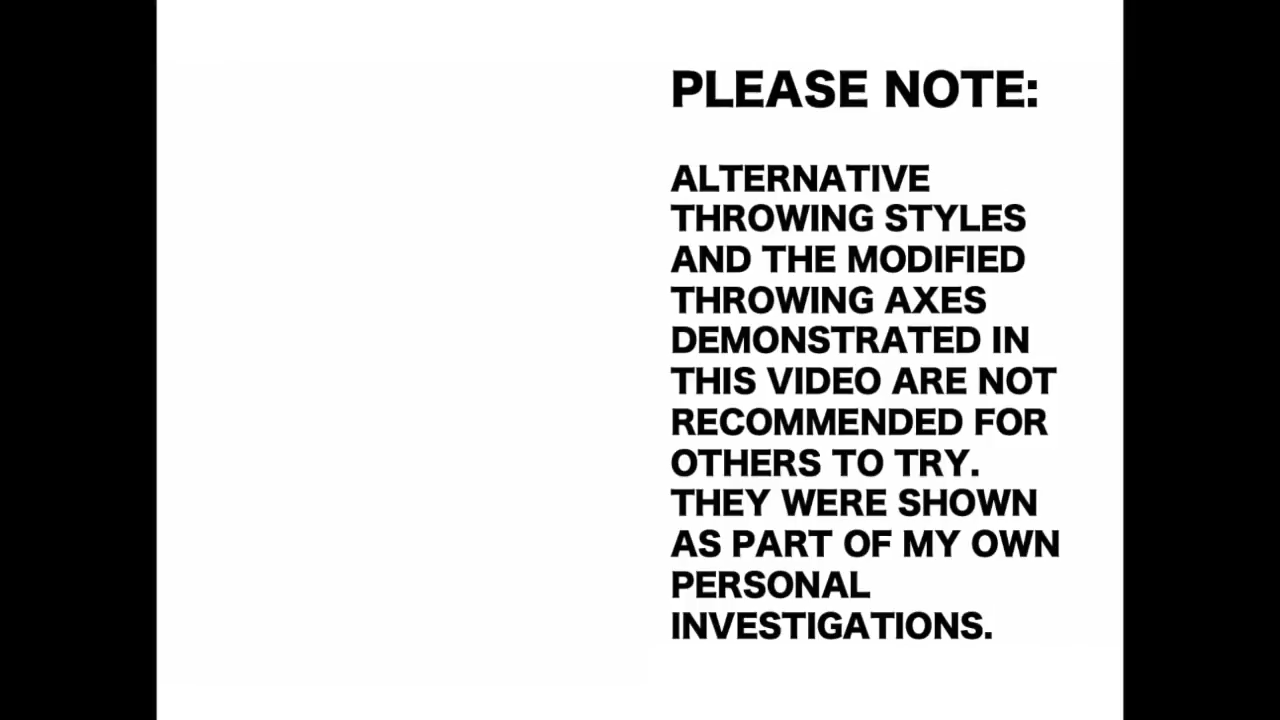 PLEASE NOTE:
ALTERNATIVE
THROWING STYLES
AND THE MODIFIED
THROWING AXES
DEMONSTRATED IN
THIS VIDEO ARE NOT
RECOMMENDED FOR
OTHERS TO TRY.
THEY WERE SHOWN
AS PART OF MY OWN
PERSONAL
INVESTIGATIONS.